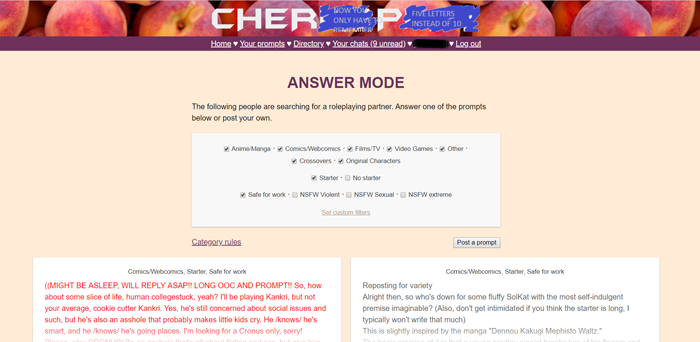 CHER P
NOW YOU
ONLY HAVE
REMEMBER
FIVE LETTERS
INSTEAD OF 10
Home ♥ Your prompts ♥ Directory ♥ Your chats (9 unread) ♥ ♥ Log out
ANSWER MODE
The following people are searching for a roleplaying partner. Answer one of the prompts
below or post your own.
Anime/Manga · Comics/Webcomics · Films/TV · Video Games · Other ·
Crossovers · Original Characters
Starter · No starter
Safe for work · NSFW Violent · NSFW Sexual · NSFW extreme
Set custom filters
Category rules
Post a prompt
Comics/Webcomics, Starter, Safe for work
((MIGHT BE ASLEEP, WILL REPLY ASAP!! LONG OOC AND PROMPT!! So, how
about some slice of life, human collegestuck, yeah? I'll be playing Kankri, but not
your average, cookie cutter Kankri. Yes, he's still concerned about social issues and
such, but he's also an asshole that probably makes little kids cry. He /knows/ he's
smart, and he /knows/ he's going places. I'm looking for a Cronus only, sorry!
Comics/Webcomics, Starter, Safe for work
Reposting for variety
Alright then, so who's down for some fluffy SolKat with the most self-indulgent
premise imaginable? (Also, don't get intimidated if you think the starter is long, I
typically won't write that much)
This is slightly inspired by the manga "Dennou Kakugi Mephisto Waltz."